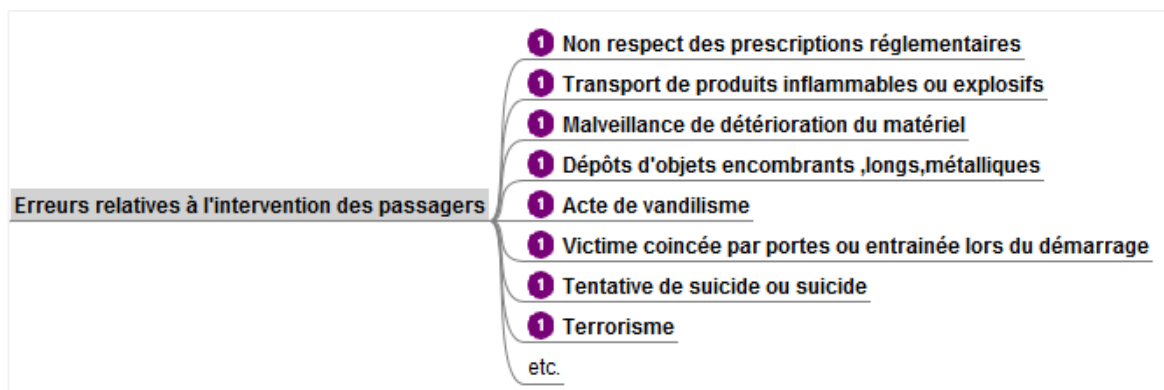 Non respect des prescriptions réglementaires
1 Transport de produits inflammables ou explosifs
1 Malveillance de détérioration du matériel
1 Dépôts d'objets encombrants ,longs,métalliques
Erreurs relatives à l'intervention des passagers
1 Acte de vandilisme
1 Victime coincée par portes ou entrainée lors du démarrage
1 Tentative de suicide ou suicide
1 Terrorisme
etc.